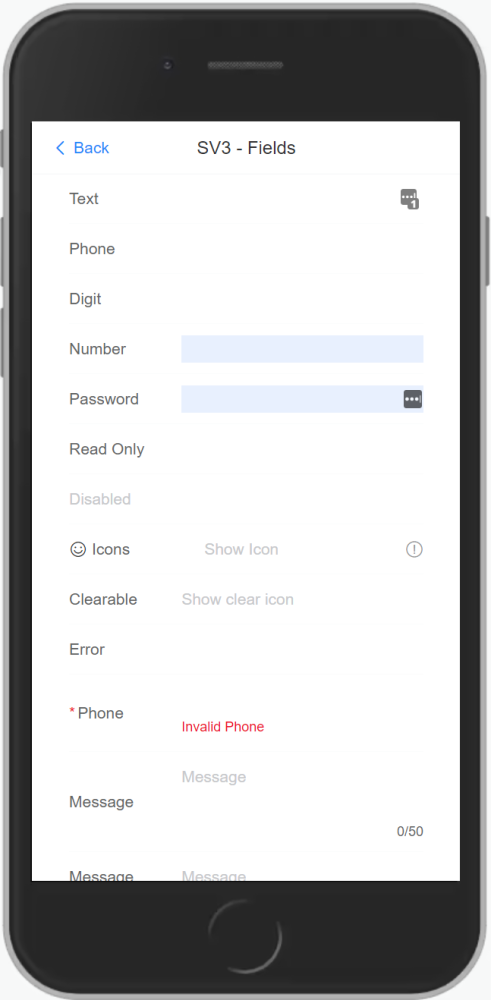 Back
SV3 - Fields
Text
1
Phone
Digit
Number
Password
Read Only
Disabled
Icons Show Icon
Clearable Show clear icon
Error
* Phone
Invalid Phone
Message
Message
0/50
Message Message